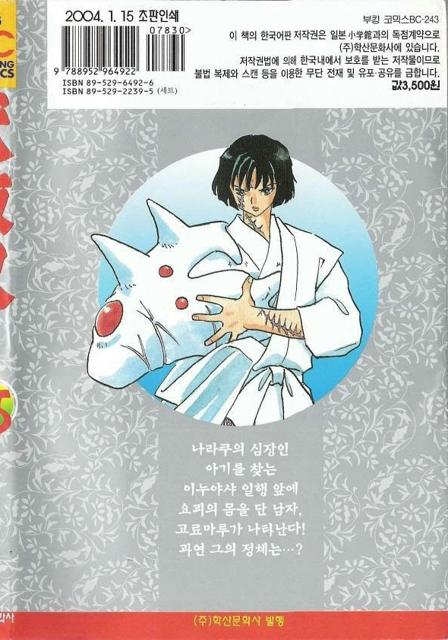 2004. 1. 15 초판인쇄
07830
9 788952 964922
ISBN 89-529-6492-6
ISBN 89-529-2239-5 (세트)
부킹 코믹스BC-243
이 책의 한국어판 저작권은 일본 小学館과의 독점계약으로
(주)학산문화사에 있습니다.
저작권법에 의해 한국내에서 보호를 받는 저작물이므로
불법 복제와 스캔 등을 이용한 무단 전재 및 유포·공유를 금합니다.
값3,500원
나라쿠의 심장인
아기를 찾는
이누야샤 일행 앞에
요괴의 몸을 단 남자,
고료마루가 나타난다!
과연 그의 정체는…?
(주)학산문화사 발행